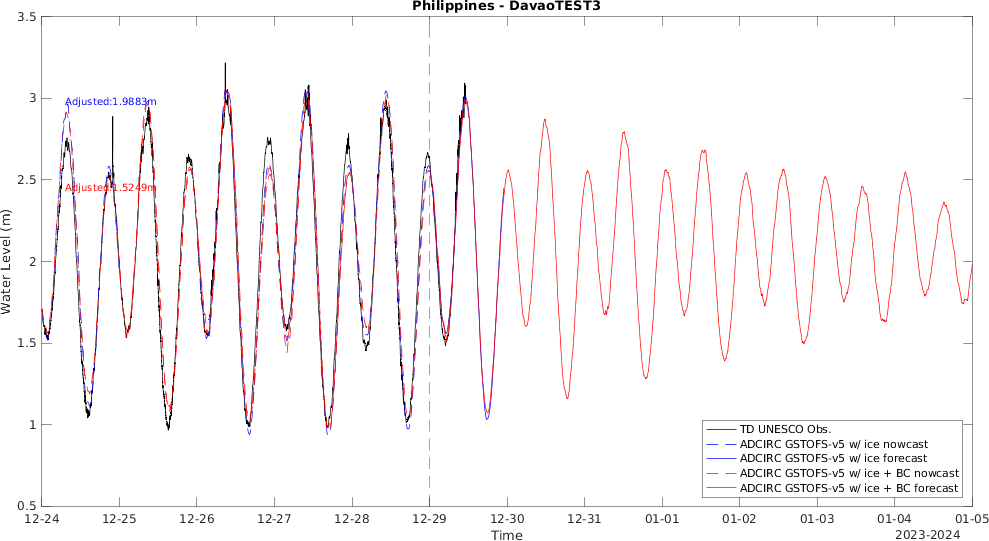 Philippines - DavaoTEST3
Water Level (m)
3.5
3
2.5
2
1.5
1
0.5
Adjusted:1.9883m
Adjusted:1.5249m
TD UNESCO Obs.
ADCIRC GSTOFS-v5 w/ ice nowcast
ADCIRC GSTOFS-v5 w/ ice forecast
ADCIRC GSTOFS-v5 w/ ice + BC nowcast
ADCIRC GSTOFS-v5 w/ ice + BC forecast
12-24 12-25 12-26 12-27 12-28 12-29 12-30 12-31 01-01 01-02 01-03 01-04 01-05
Time
2023-2024